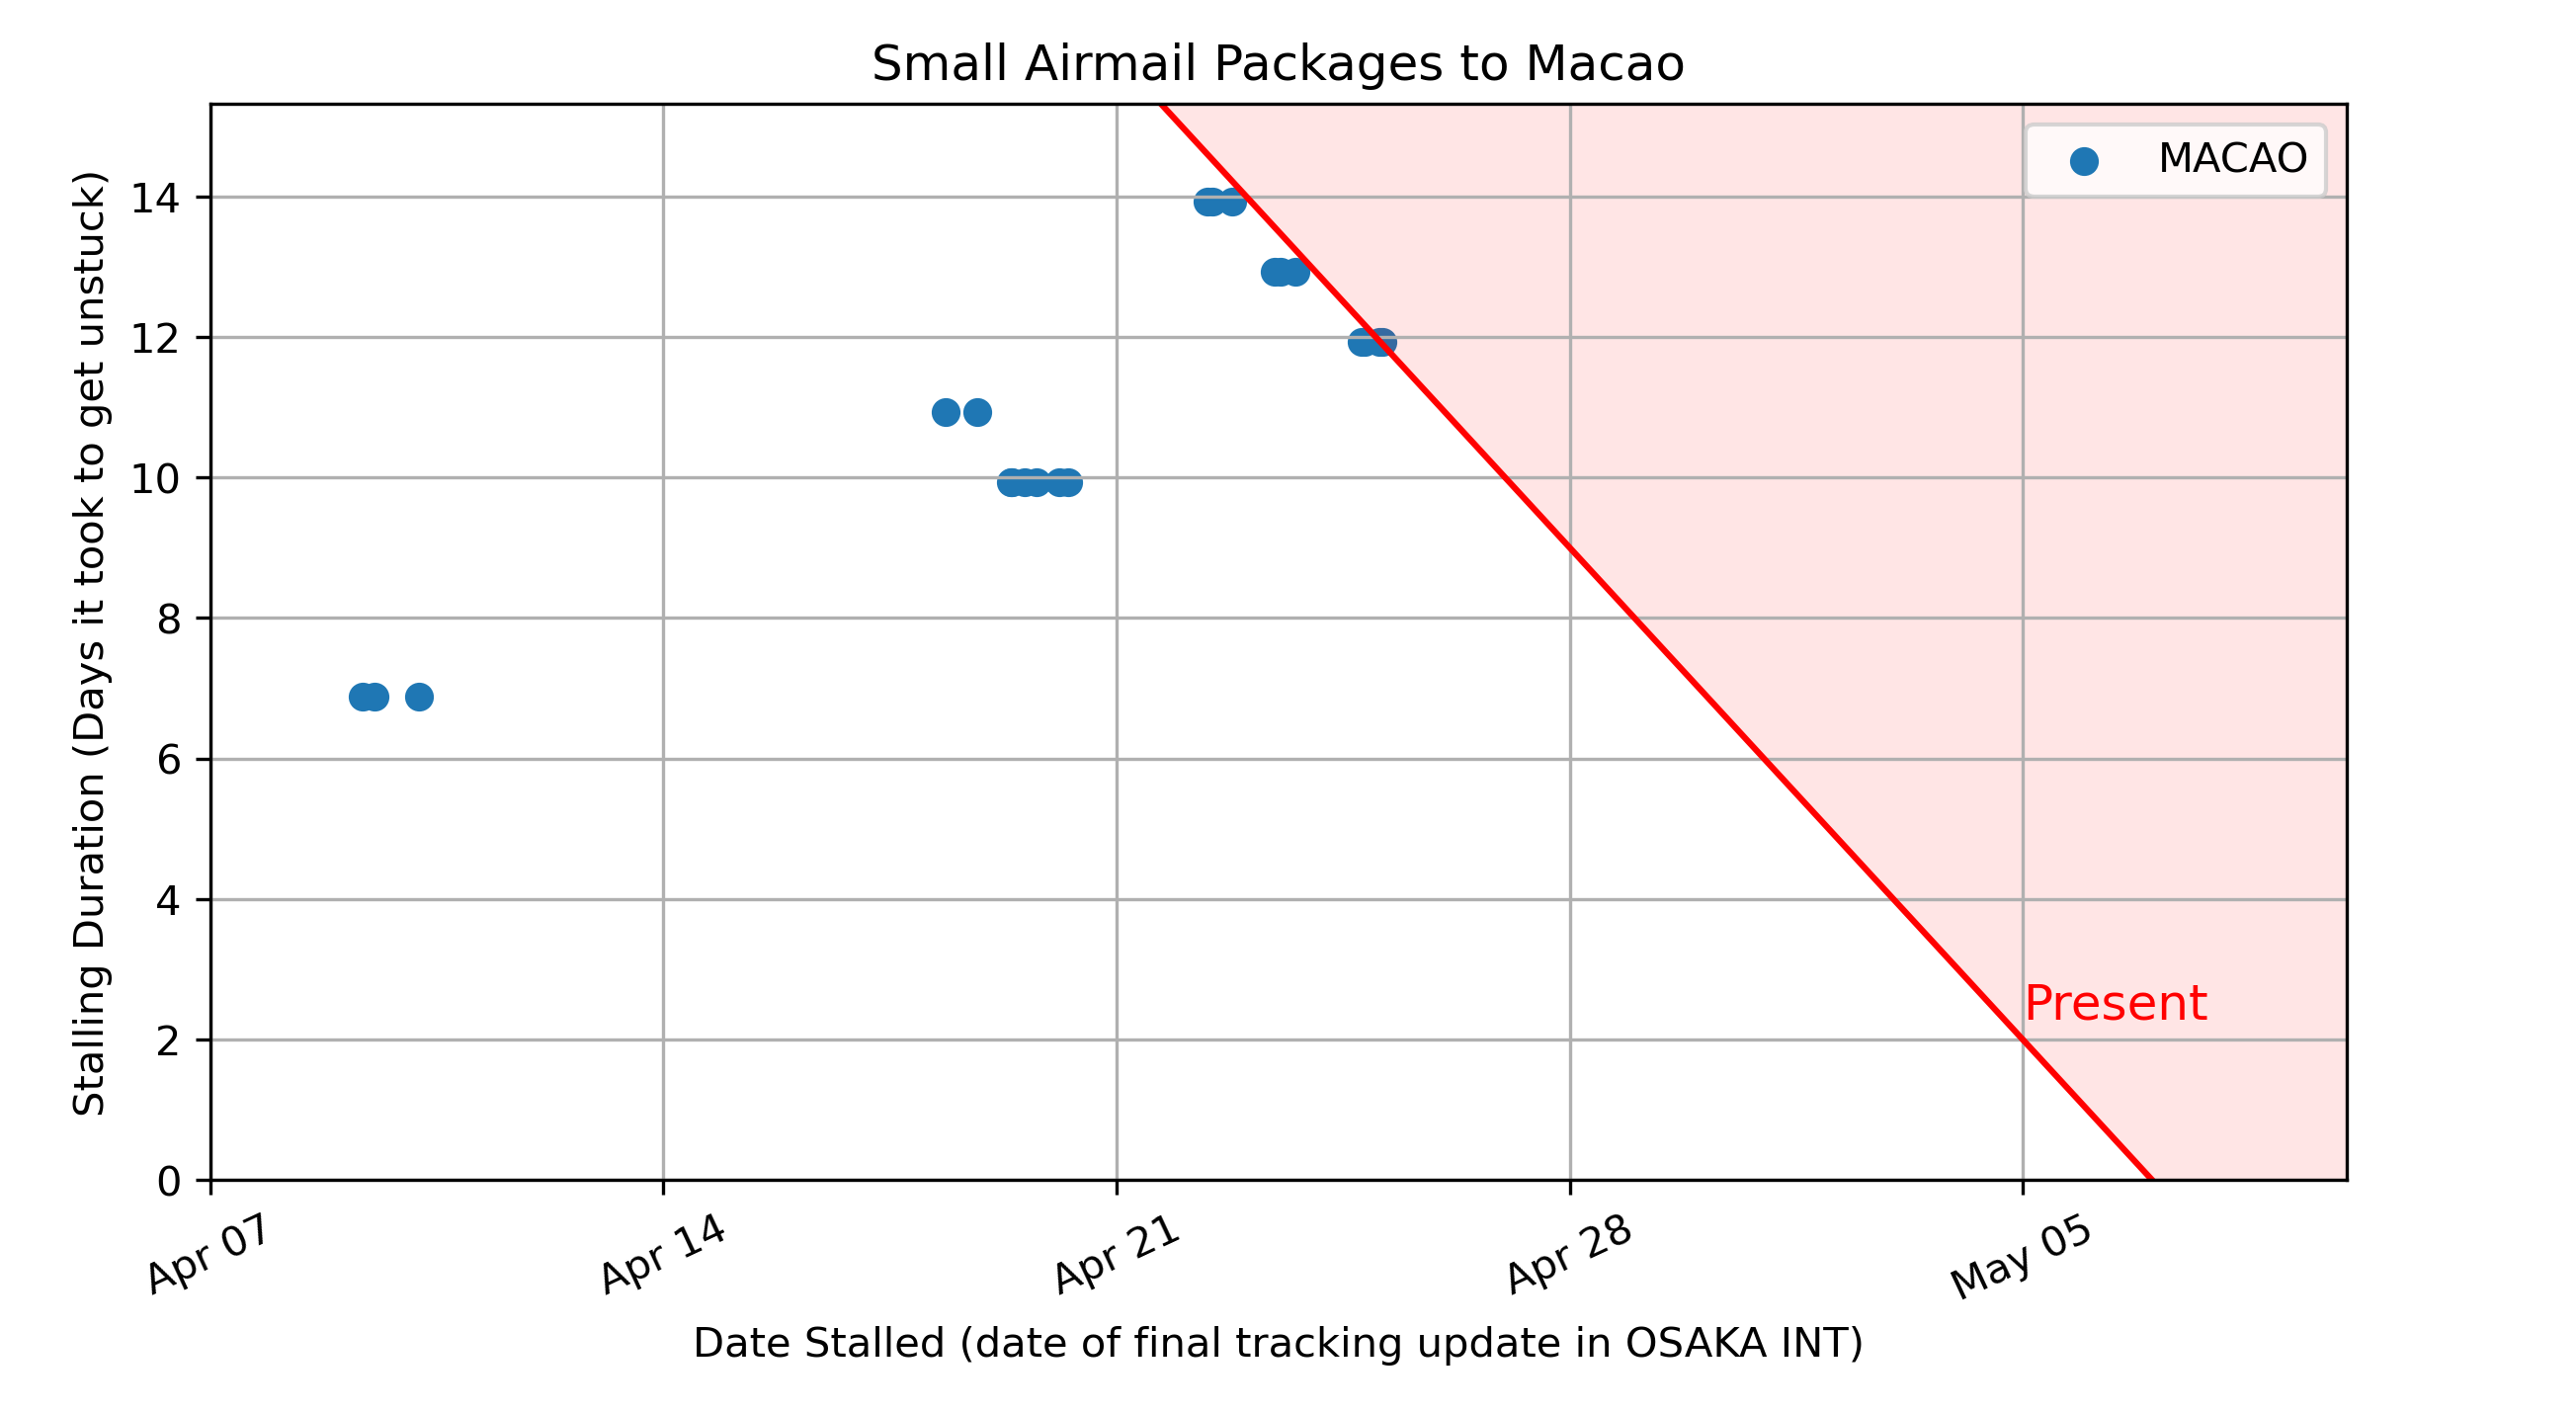 Small Airmail Packages to Macao
MACAO
Stalling Duration (Days it took to get unstuck)
14
12
10
8
6
4
2
0
Present
Apr 07
Apr 14
Apr 21
Apr 28
May 05
Date Stalled (date of final tracking update in OSAKA INT)